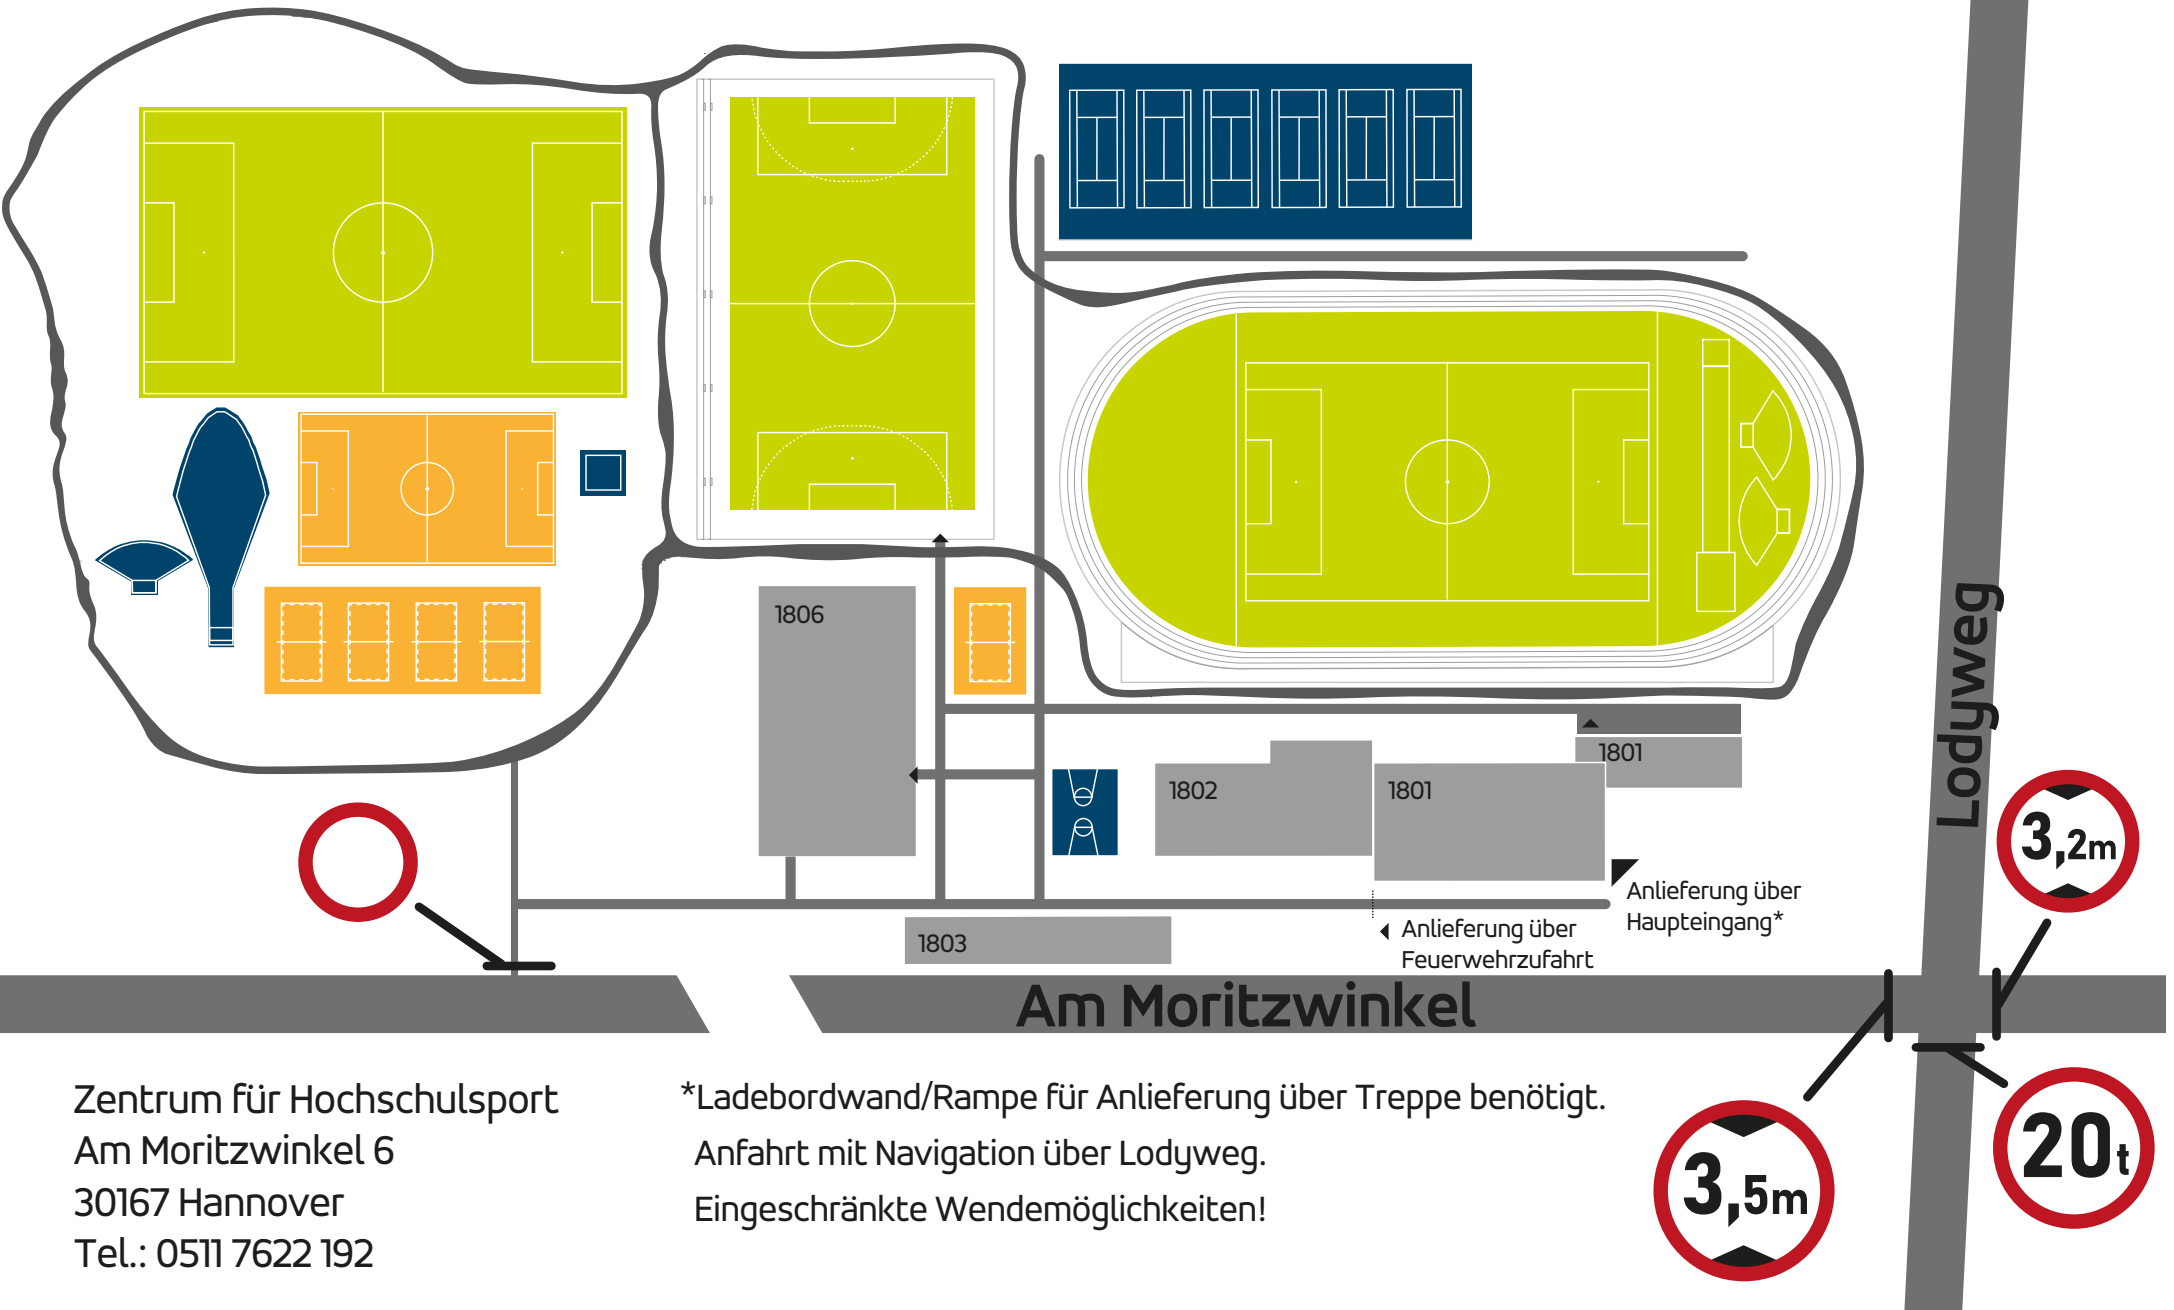 1806
1801
1802
1801
Lodyweg
3,2m
Anlieferung über
Haupteingang*
Anlieferung über
Feuerwehrzufahrt
1803
Am Moritzwinkel
Zentrum für Hochschulsport
Am Moritzwinkel 6
30167 Hannover
Tel.: 0511 7622 192
*Ladebordwand/Rampe für Anlieferung über Treppe benötigt.
Anfahrt mit Navigation über Lodyweg.
Eingeschränkte Wendemöglichkeiten!
3,5m
20t